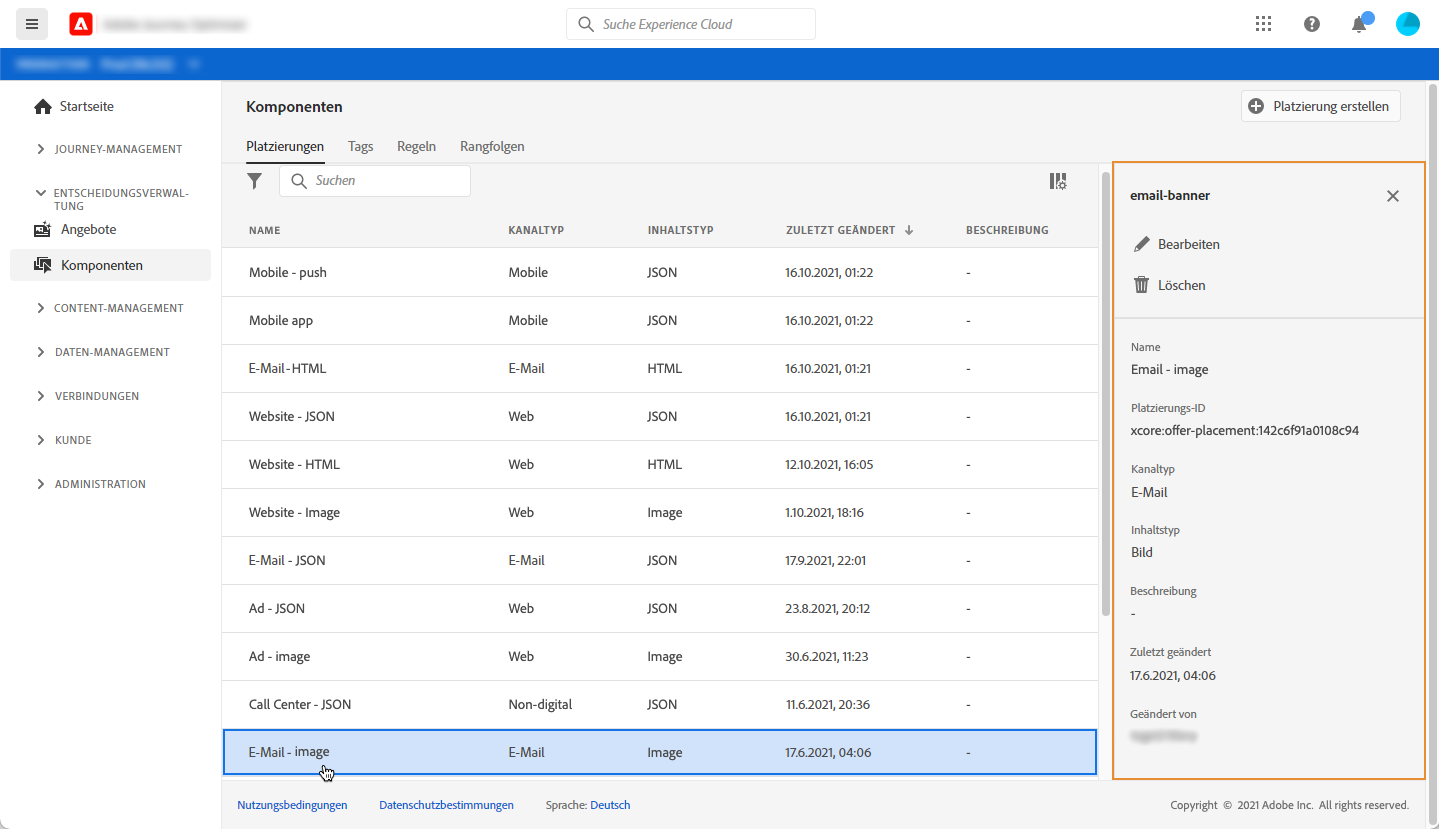 Suche Experience Cloud
Startseite
JOURNEY-MANAGEMENT
ENTSCHEIDUNGSVERWAL-
TUNG
Angebote
Komponenten
CONTENT-MANAGEMENT
DATEN-MANAGEMENT
VERBINDUNGEN
KUNDE
ADMINISTRATION
Komponenten
Platzierung erstellen
Platzierungen Tags Regeln Rangfolgen
Suchen
NAME KANALTYP INHALTSTYP ZULETZT GEÄNDERT BESCHREIBUNG
Mobile - push Mobile JSON 16.10.2021, 01:22 -
Mobile app Mobile JSON 16.10.2021, 01:22 -
E-Mail-HTML E-Mail HTML 16.10.2021, 01:21 -
Website - JSON Web JSON 16.10.2021, 01:21 -
Website - HTML Web HTML 12.10.2021, 16:05 -
Website - Image Web Image 1.10.2021, 18:16 -
E-Mail - JSON E-Mail JSON 17.9.2021, 22:01 -
Ad - JSON Web JSON 23.8.2021, 20:12 -
Ad - image Web Image 30.6.2021, 11:23 -
Call Center - JSON Non-digital JSON 11.6.2021, 20:36 -
E-Mail - image E-Mail Image 17.6.2021, 04:06 -
email-banner
Bearbeiten
Löschen
Name
Email - image
Platzierungs-ID
xcore:offer-placement:142c6f91a0108c94
Kanaltyp
E-Mail
Inhaltstyp
Bild
Beschreibung
-
Zuletzt geändert
17.6.2021, 04:06
Geändert von
Nutzungsbedingungen Datenschutzbestimmungen Sprache: Deutsch Copyright © 2021 Adobe Inc. All rights reserved.